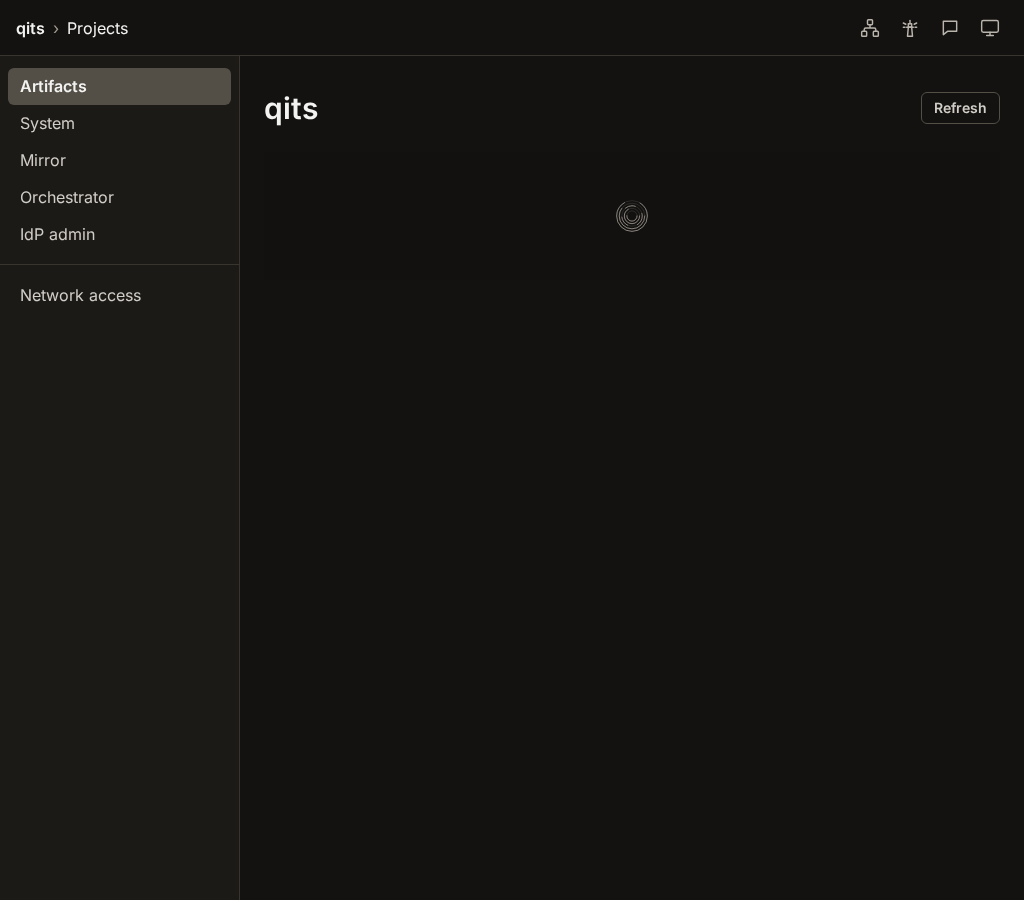 qits › Projects
Artifacts
System
Mirror
Orchestrator
IdP admin
Network access
qits
Refresh